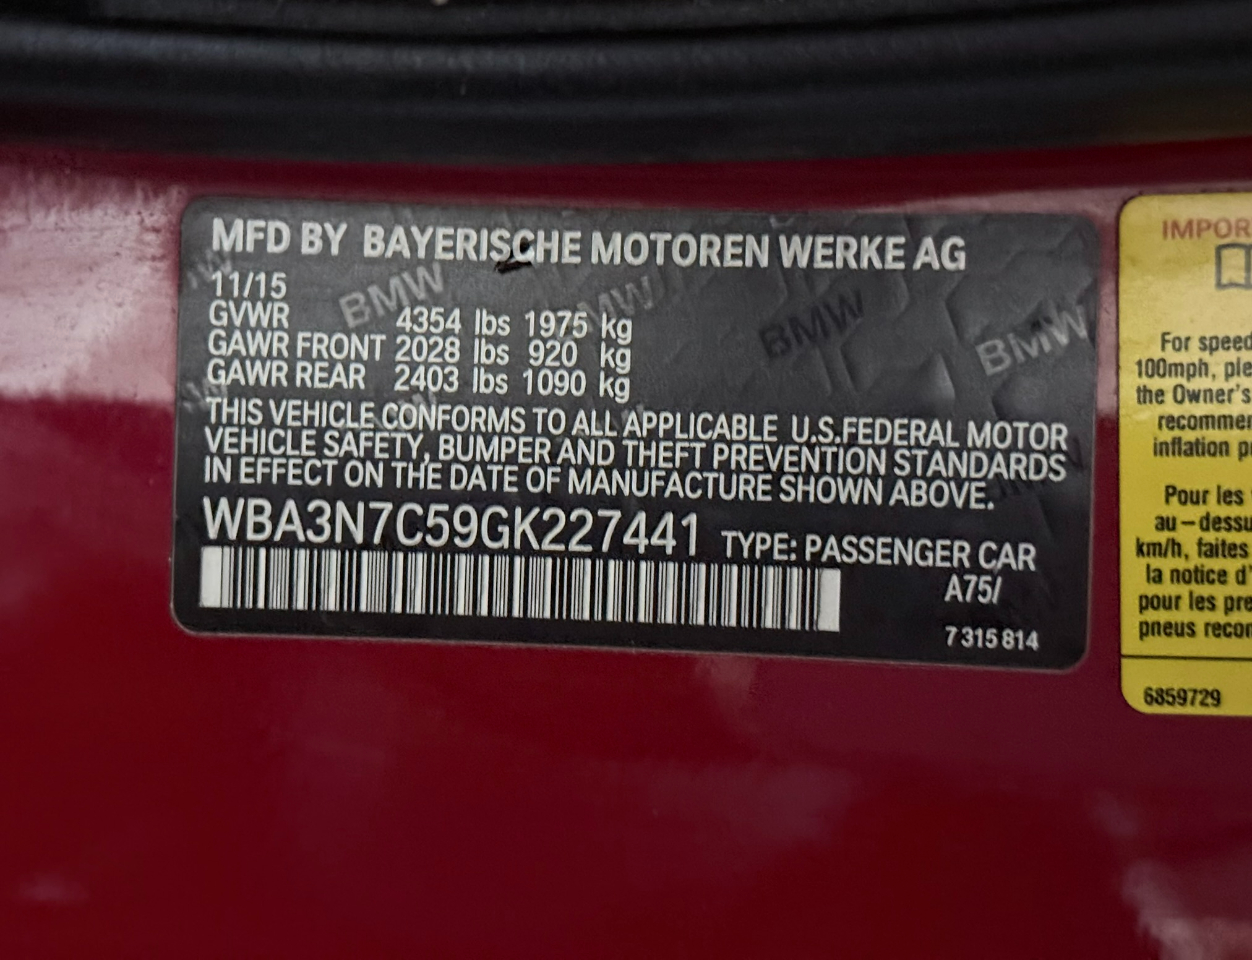 MFD BY BAYERISCHE MOTOREN WERKE AG
11/15
GVWR 4354 lbs 1975 kg
GAWR FRONT 2028 lbs 920 kg
GAWR REAR 2403 lbs 1090 kg
THIS VEHICLE CONFORMS TO ALL APPLICABLE U.S.FEDERAL MOTOR
VEHICLE SAFETY, BUMPER AND THEFT PREVENTION STANDARDS
IN EFFECT ON THE DATE OF MANUFACTURE SHOWN ABOVE.
WBA3N7C59GK227441 TYPE: PASSENGER CAR
A75/
7 315 814
BMW BMW BMW BMW
For speed
100mph, ple
the Owner's
recomme
inflation p
Pour les
au-dessu
km/h, faites
la notice d'
pour les pre
pneus recor
6859729